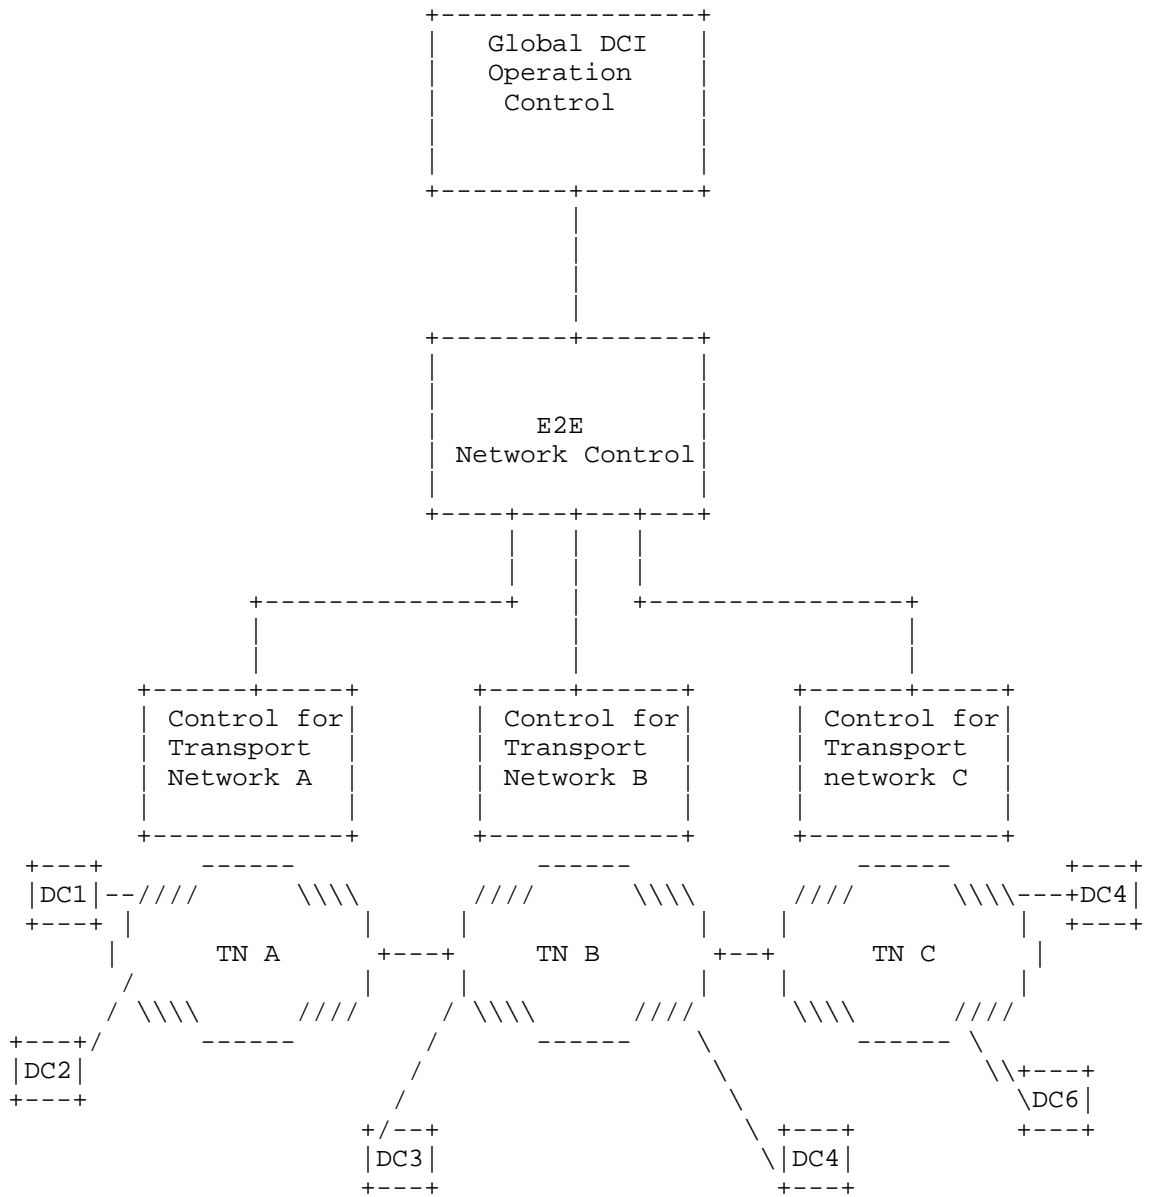 Global DCI
Operation
Control
E2E
Network Control
Control for
Transport
Network A
Control for
Transport
Network B
Control for
Transport
network C
DC1
DC4
TN A
TN B
TN C
DC2
DC6
DC3
DC4